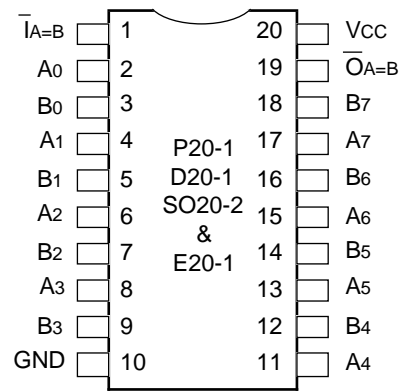 I̅A=B 1 20 VCC
A0 2 19 O̅A=B
B0 3 18 B7
A1 4 17 A7
P20-1
B1 5 16 B6
D20-1
A2 6 15 A6
SO20-2
&
B2 7 14 B5
E20-1
A3 8 13 A5
B3 9 12 B4
GND 10 11 A4